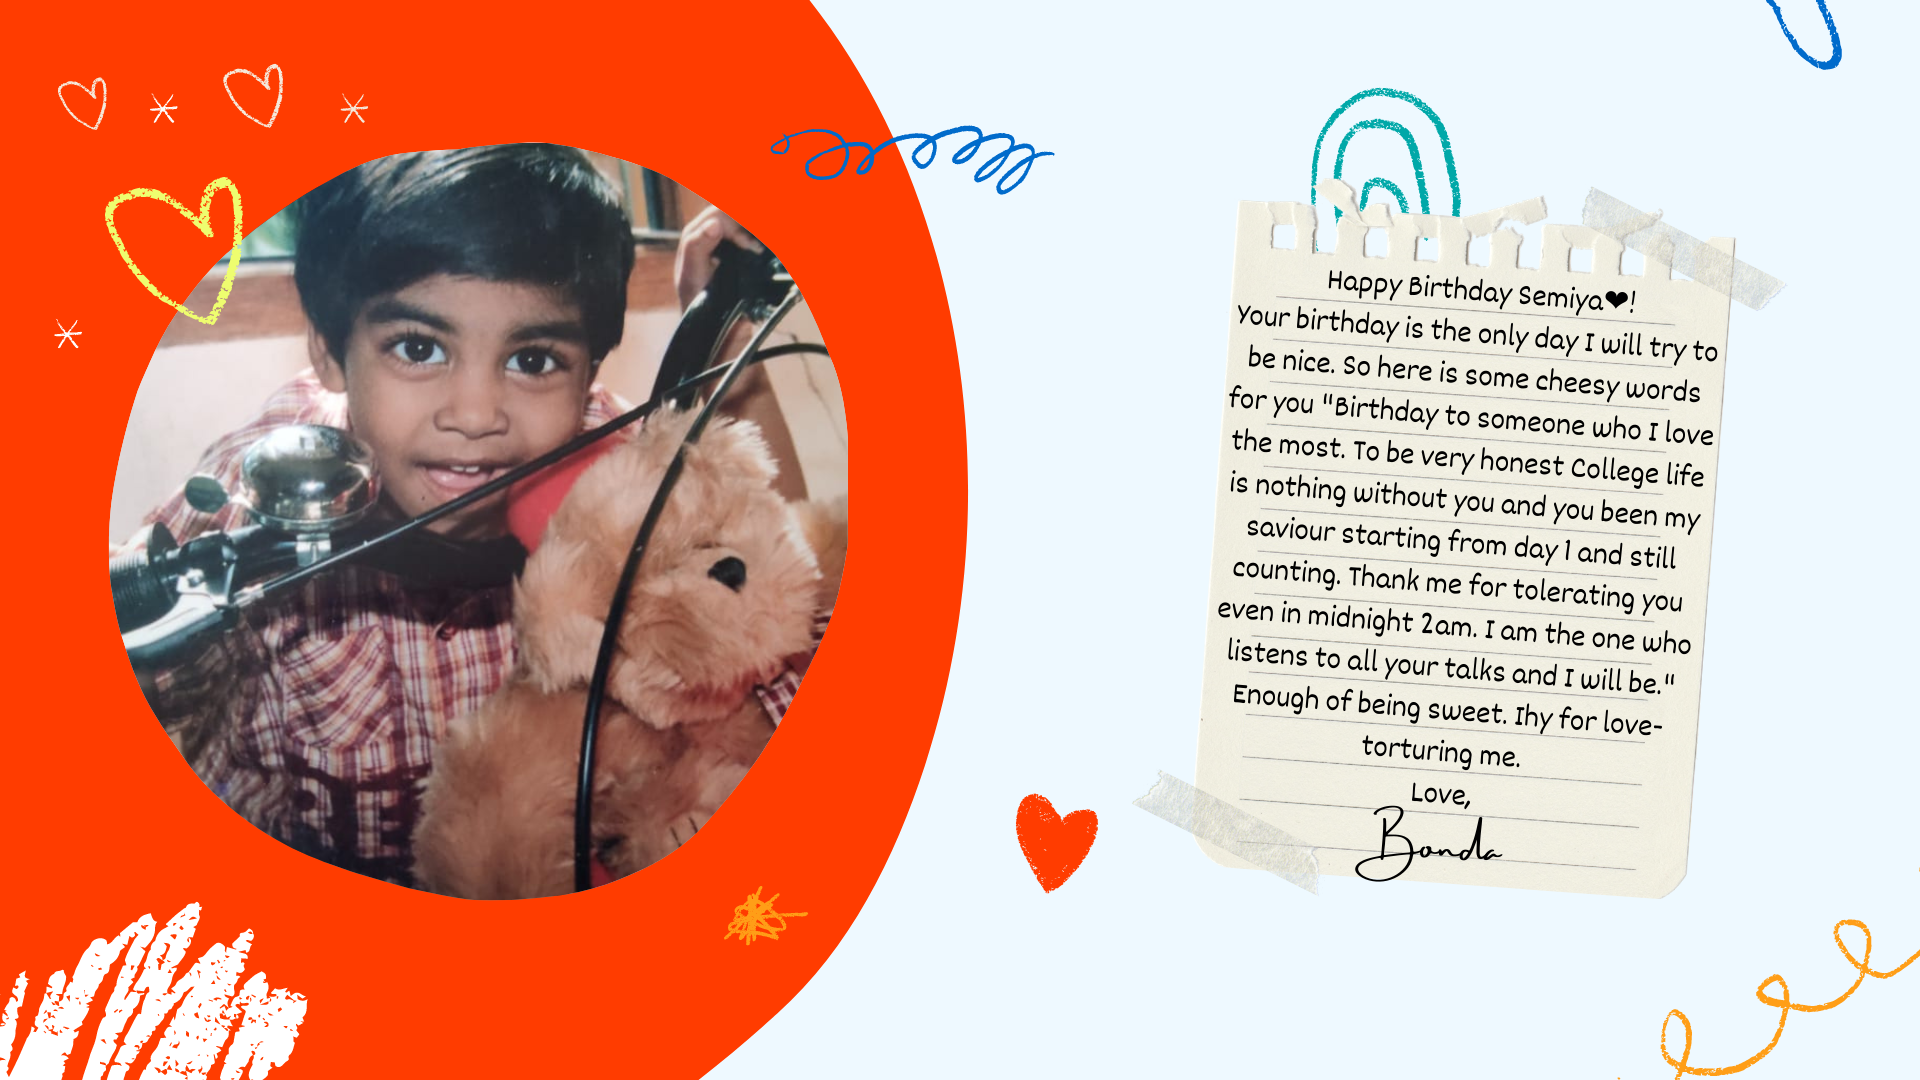 Happy Birthday Semiya❤!
Your birthday is the only day I will try to
be nice. So here is some cheesy words
for you "Birthday to someone who I love
the most. To be very honest College life
is nothing without you and you been my
saviour starting from day 1 and still
counting. Thank me for tolerating you
even in midnight 2am. I am the one who
listens to all your talks and I will be."
Enough of being sweet. Ihy for love-
torturing me.
Love,
Bonda